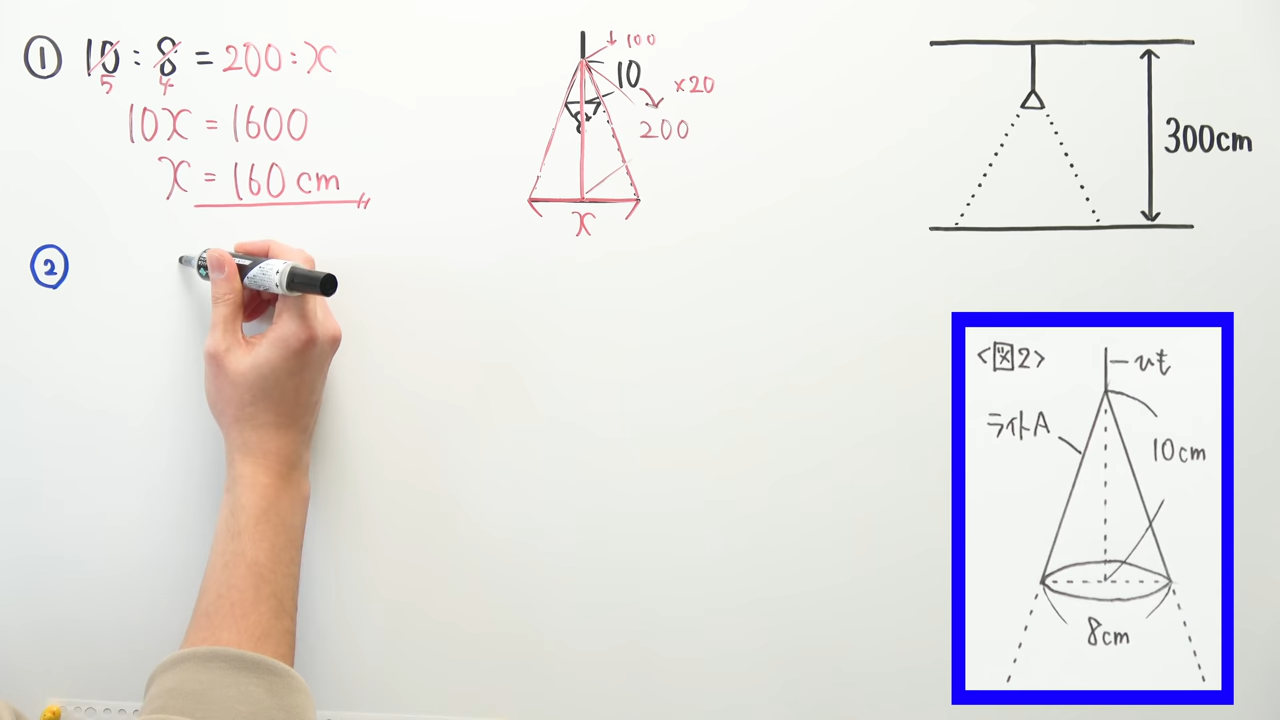 ① 10 : 8 = 200 : x
5 4
10x = 1600
x = 160 cm
↓ 100
10
×20
8
200
x
300cm
②
<図2>
ひも
ライトA
10cm
8cm